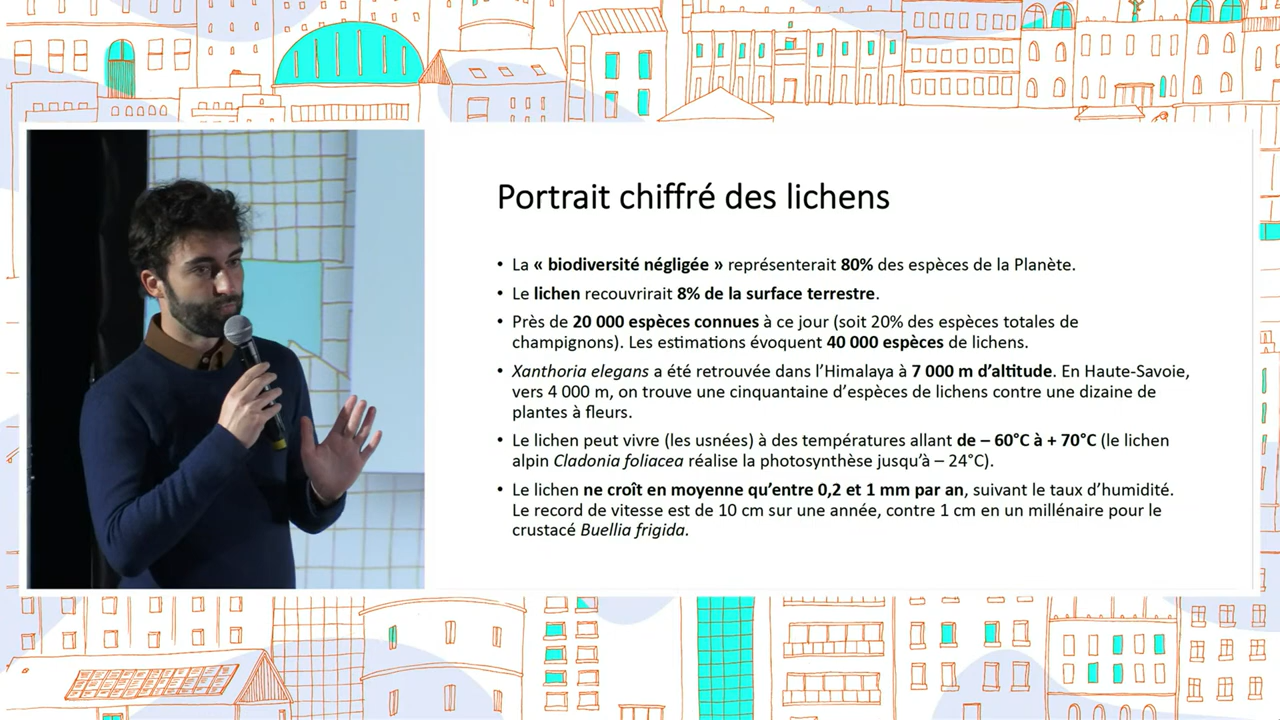 Portrait chiffré des lichens
• La « biodiversité négligée » représenterait 80% des espèces de la Planète.
• Le lichen recouvrirait 8% de la surface terrestre.
• Près de 20 000 espèces connues à ce jour (soit 20% des espèces totales de
champignons). Les estimations évoquent 40 000 espèces de lichens.
• Xanthoria elegans a été retrouvée dans l’Himalaya à 7 000 m d’altitude. En Haute-Savoie,
vers 4 000 m, on trouve une cinquantaine d’espèces de lichens contre une dizaine de
plantes à fleurs.
• Le lichen peut vivre (les usnées) à des températures allant de – 60°C à + 70°C (le lichen
alpin Cladonia foliacea réalise la photosynthèse jusqu’à – 24°C).
• Le lichen ne croît en moyenne qu’entre 0,2 et 1 mm par an, suivant le taux d’humidité.
Le record de vitesse est de 10 cm sur une année, contre 1 cm en un millénaire pour le
crustacé Buellia frigida.